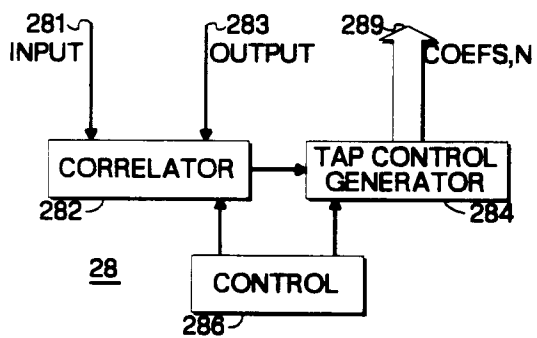 281
INPUT
283
OUTPUT
289
COEFS,N
CORRELATOR
282
TAP CONTROL
GENERATOR
284
28
CONTROL
286